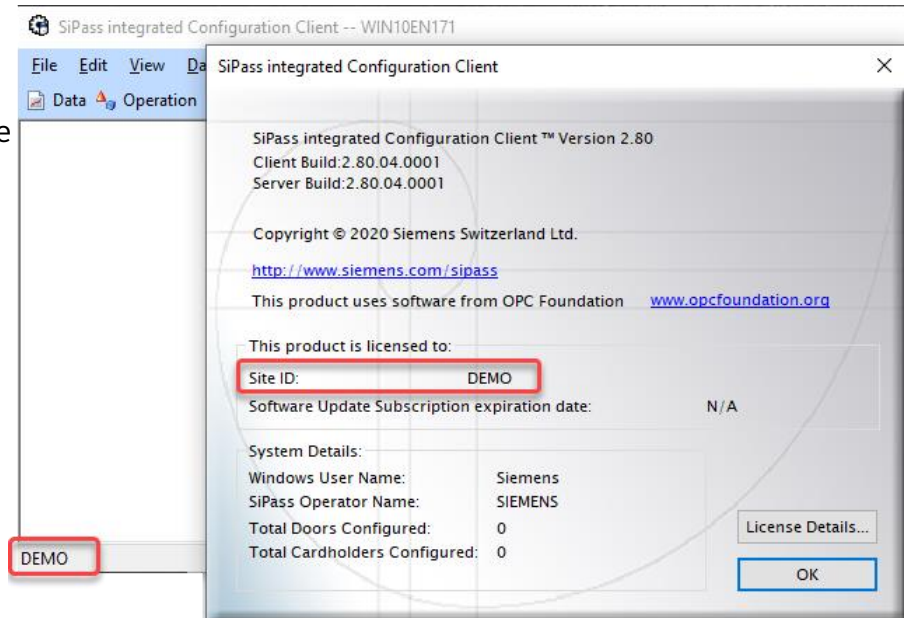 SiPass integrated Configuration Client -- WIN10EN171
File Edit View Da
Data Operation
e
SiPass integrated Configuration Client
SiPass integrated Configuration Client ™ Version 2.80
Client Build:2.80.04.0001
Server Build:2.80.04.0001
Copyright © 2020 Siemens Switzerland Ltd.
http://www.siemens.com/sipass
This product uses software from OPC Foundation www.opcfoundation.org
This product is licensed to:
Site ID: DEMO
Software Update Subscription expiration date: N/A
System Details:
Windows User Name: Siemens
SiPass Operator Name: SIEMENS
Total Doors Configured: 0
Total Cardholders Configured: 0
License Details...
OK
DEMO